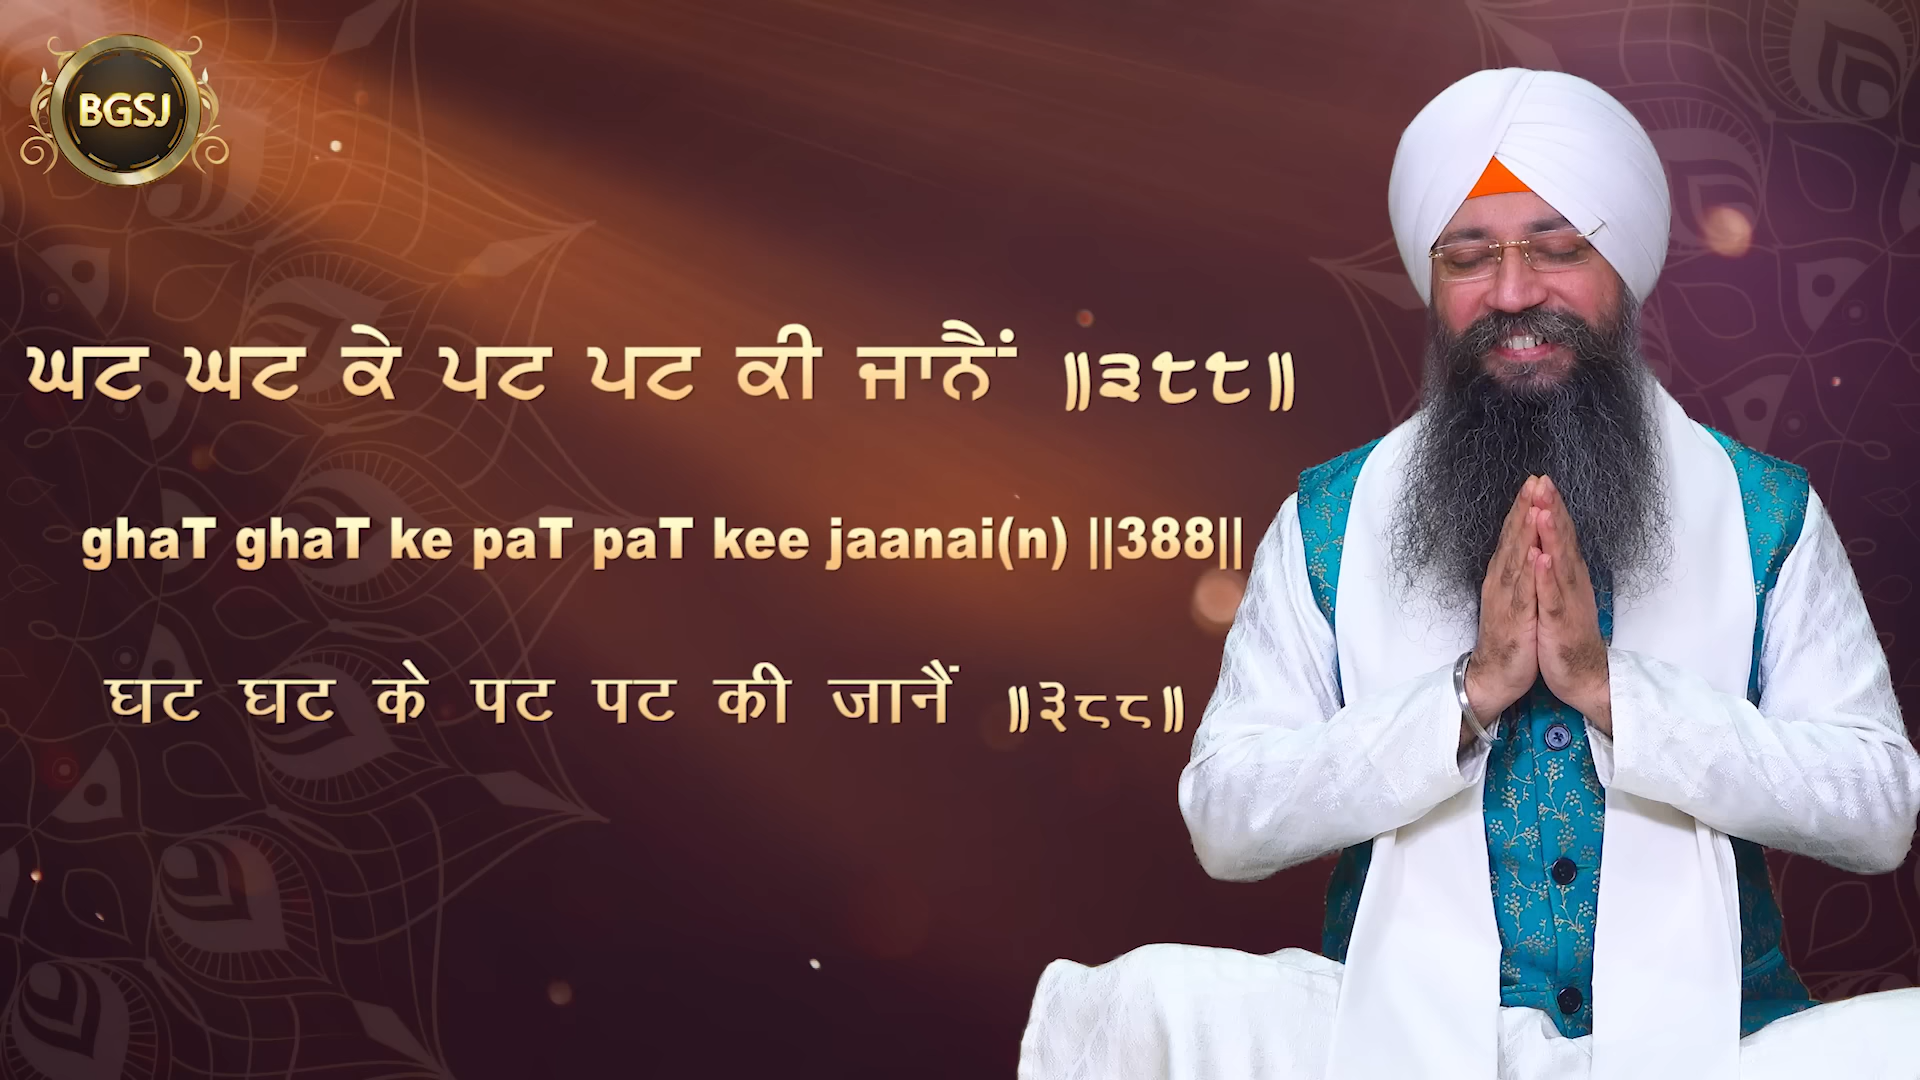 BGSJ
ਘਟ ਘਟ ਕੇ ਪਟ ਪਟ ਕੀ ਜਾਨੈਂ ॥੩੮੮॥
ghaT ghaT ke paT paT kee jaanai(n) ||388||
घट घट के पट पट की जानैं ॥३८८॥